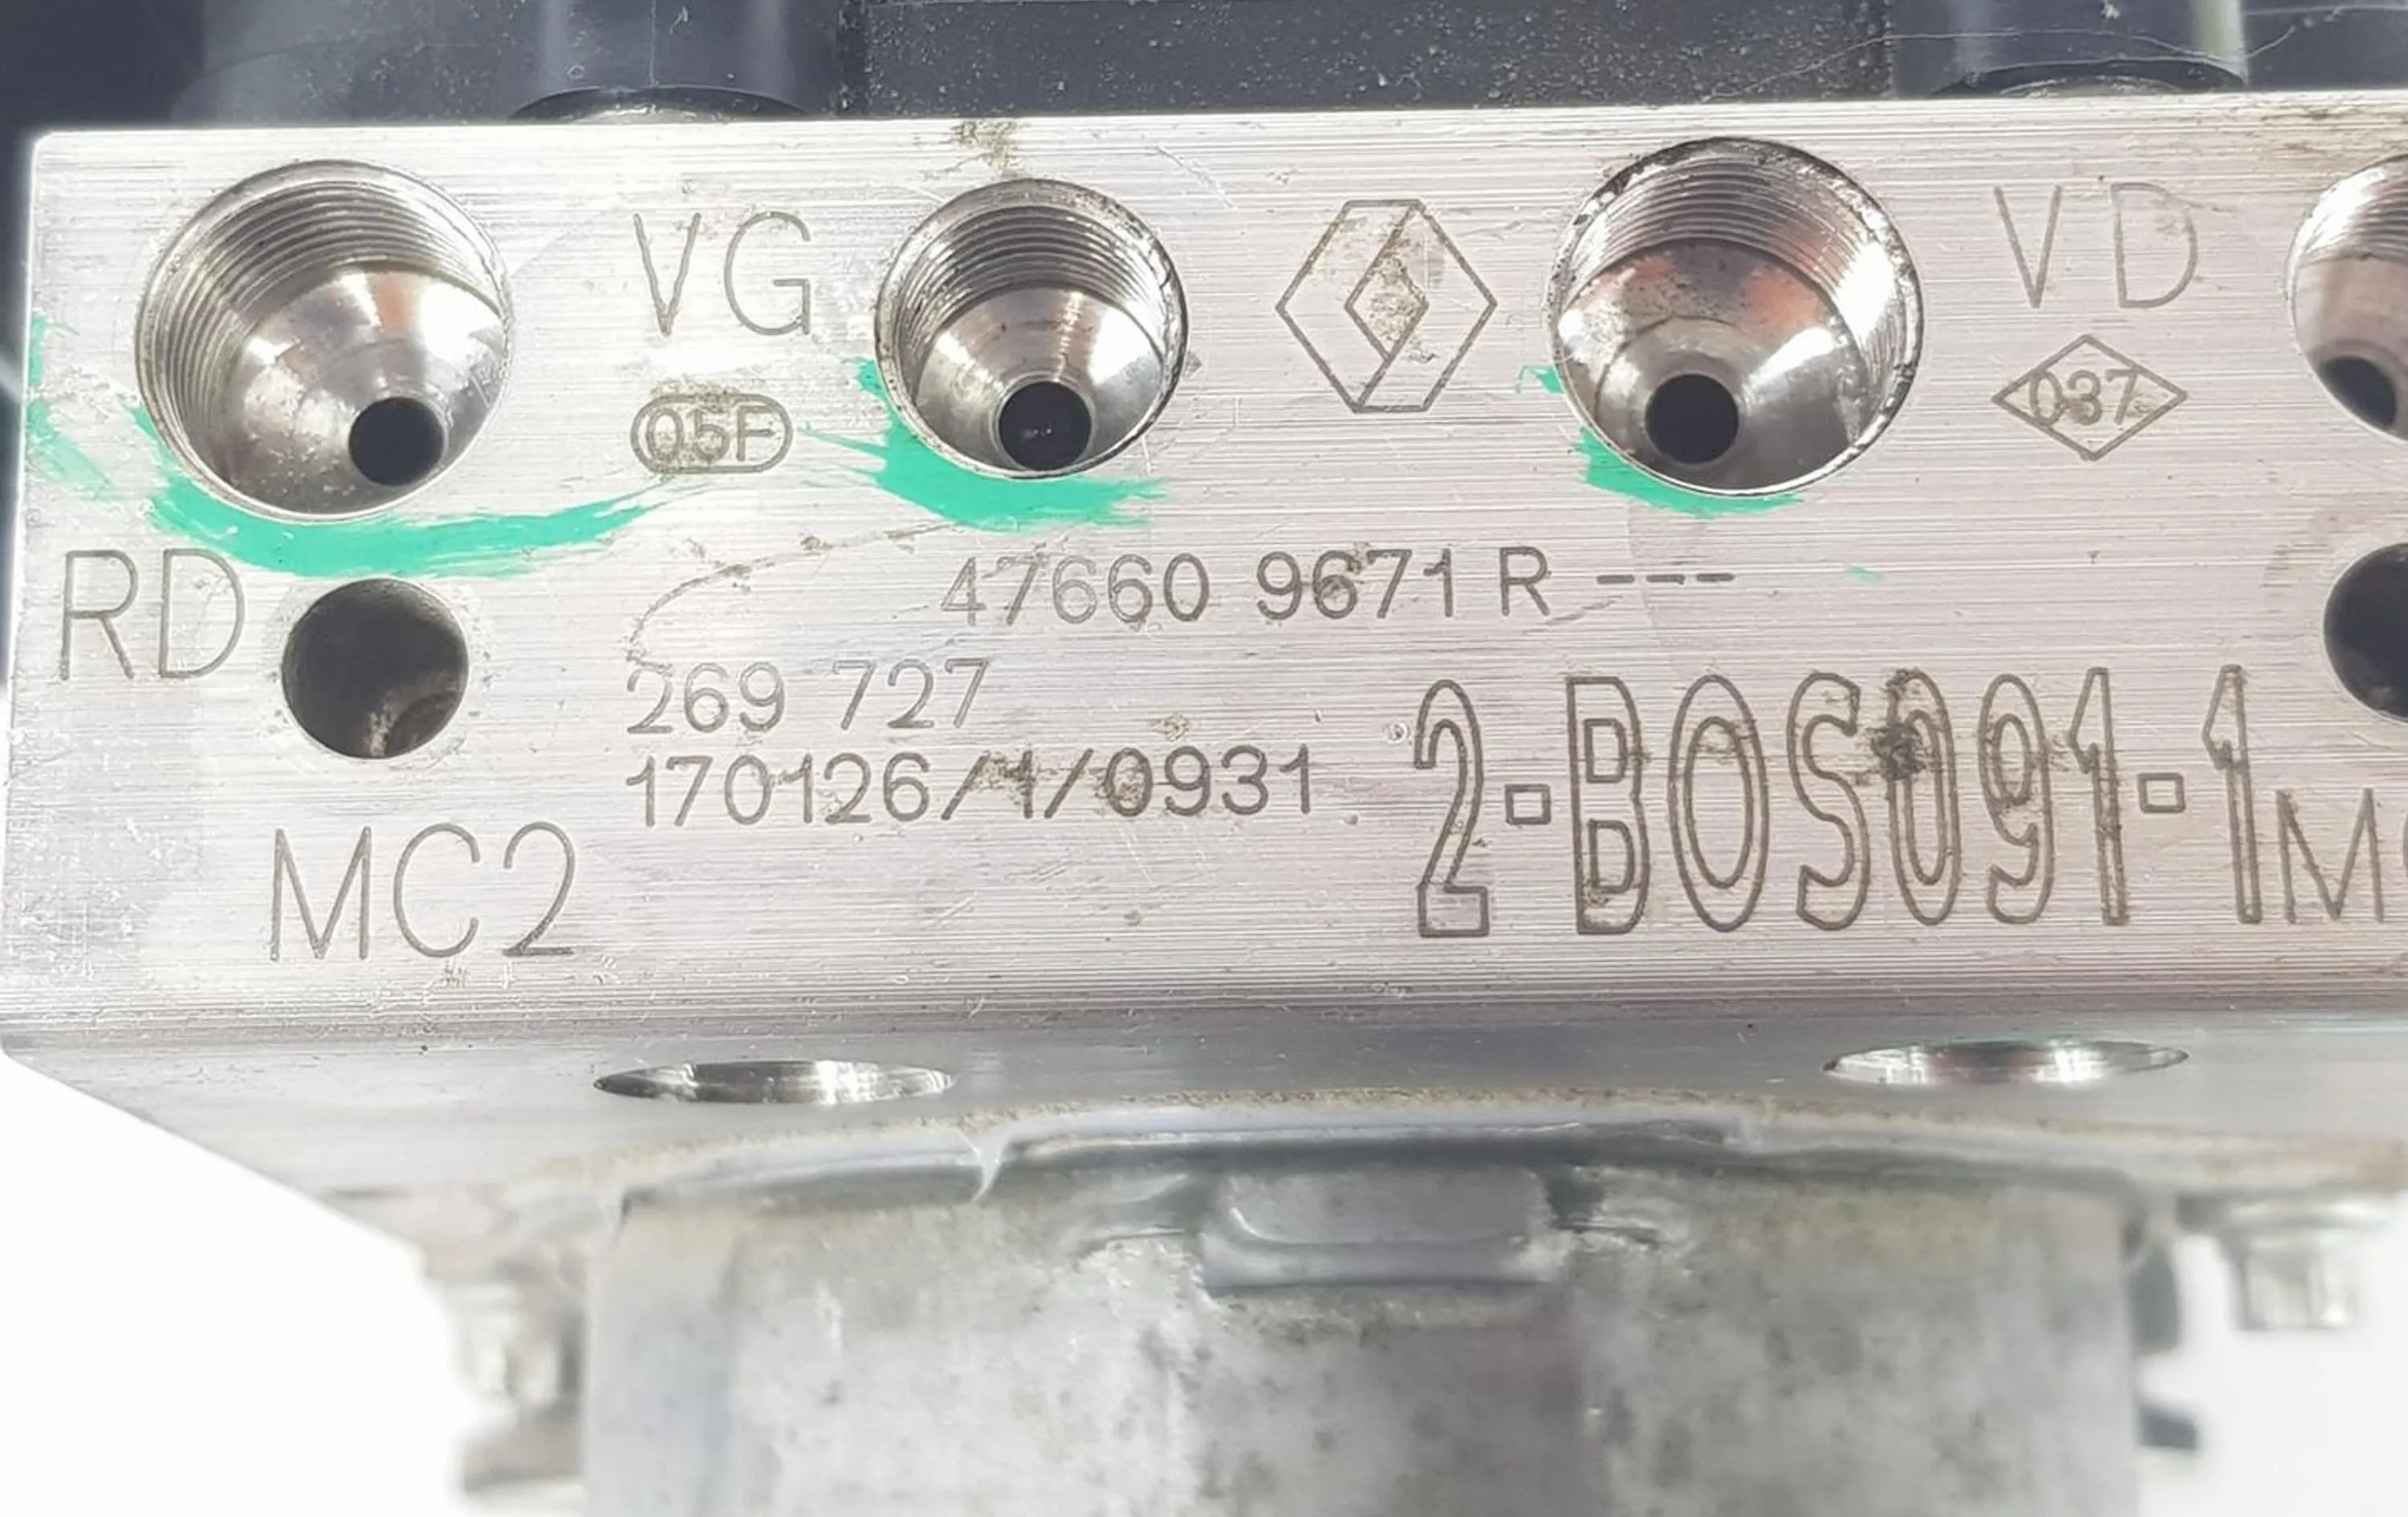 VG
VD
05F
037
RD
47660 9671 R ---
269 727
170126/1/0931
2-BOS091-1
MC2